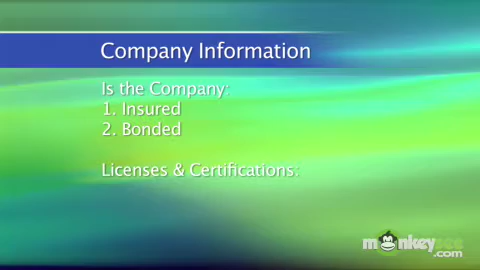 Company Information
Is the Company:
1. Insured
2. Bonded
Licenses & Certifications:
monkeysee
.com